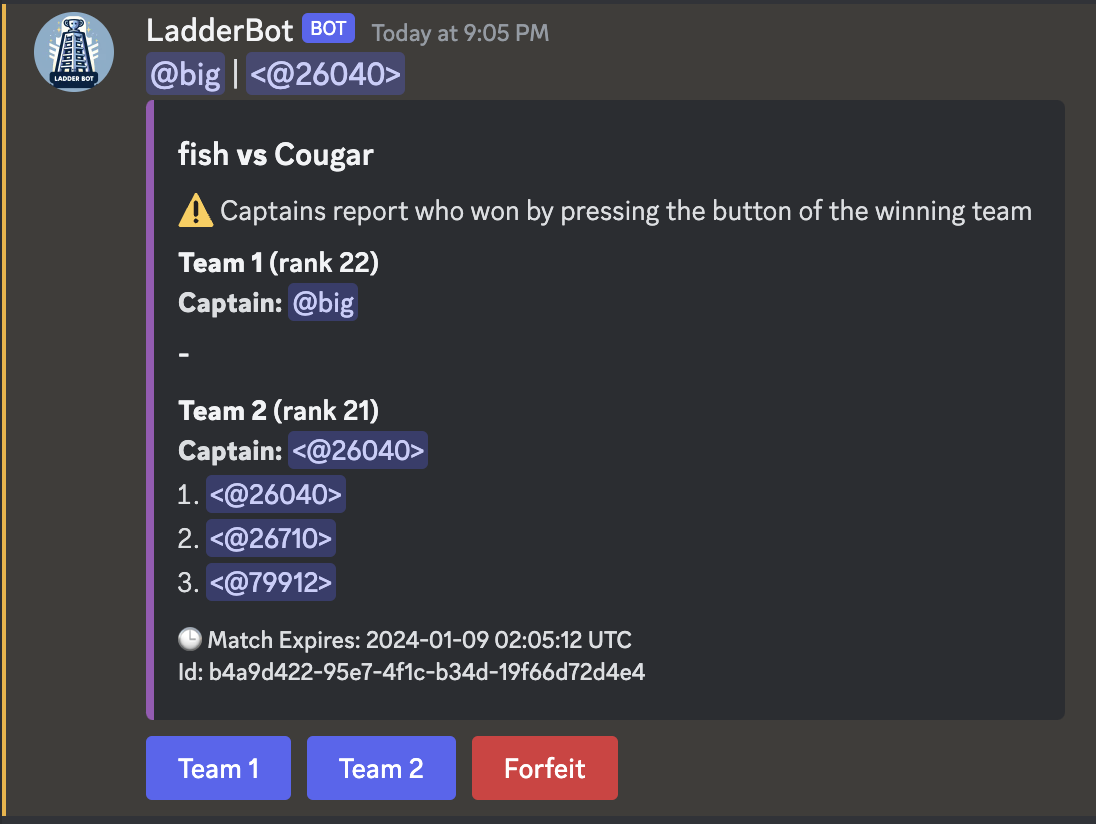 LadderBot BOT Today at 9:05 PM
@big | <@26040>
LADDER BOT
fish vs Cougar
⚠️ Captains report who won by pressing the button of the winning team
Team 1 (rank 22)
Captain: @big
-
Team 2 (rank 21)
Captain: <@26040>
1. <@26040>
2. <@26710>
3. <@79912>
🕒 Match Expires: 2024-01-09 02:05:12 UTC
Id: b4a9d422-95e7-4f1c-b34d-19f66d72d4e4
Team 1 Team 2 Forfeit